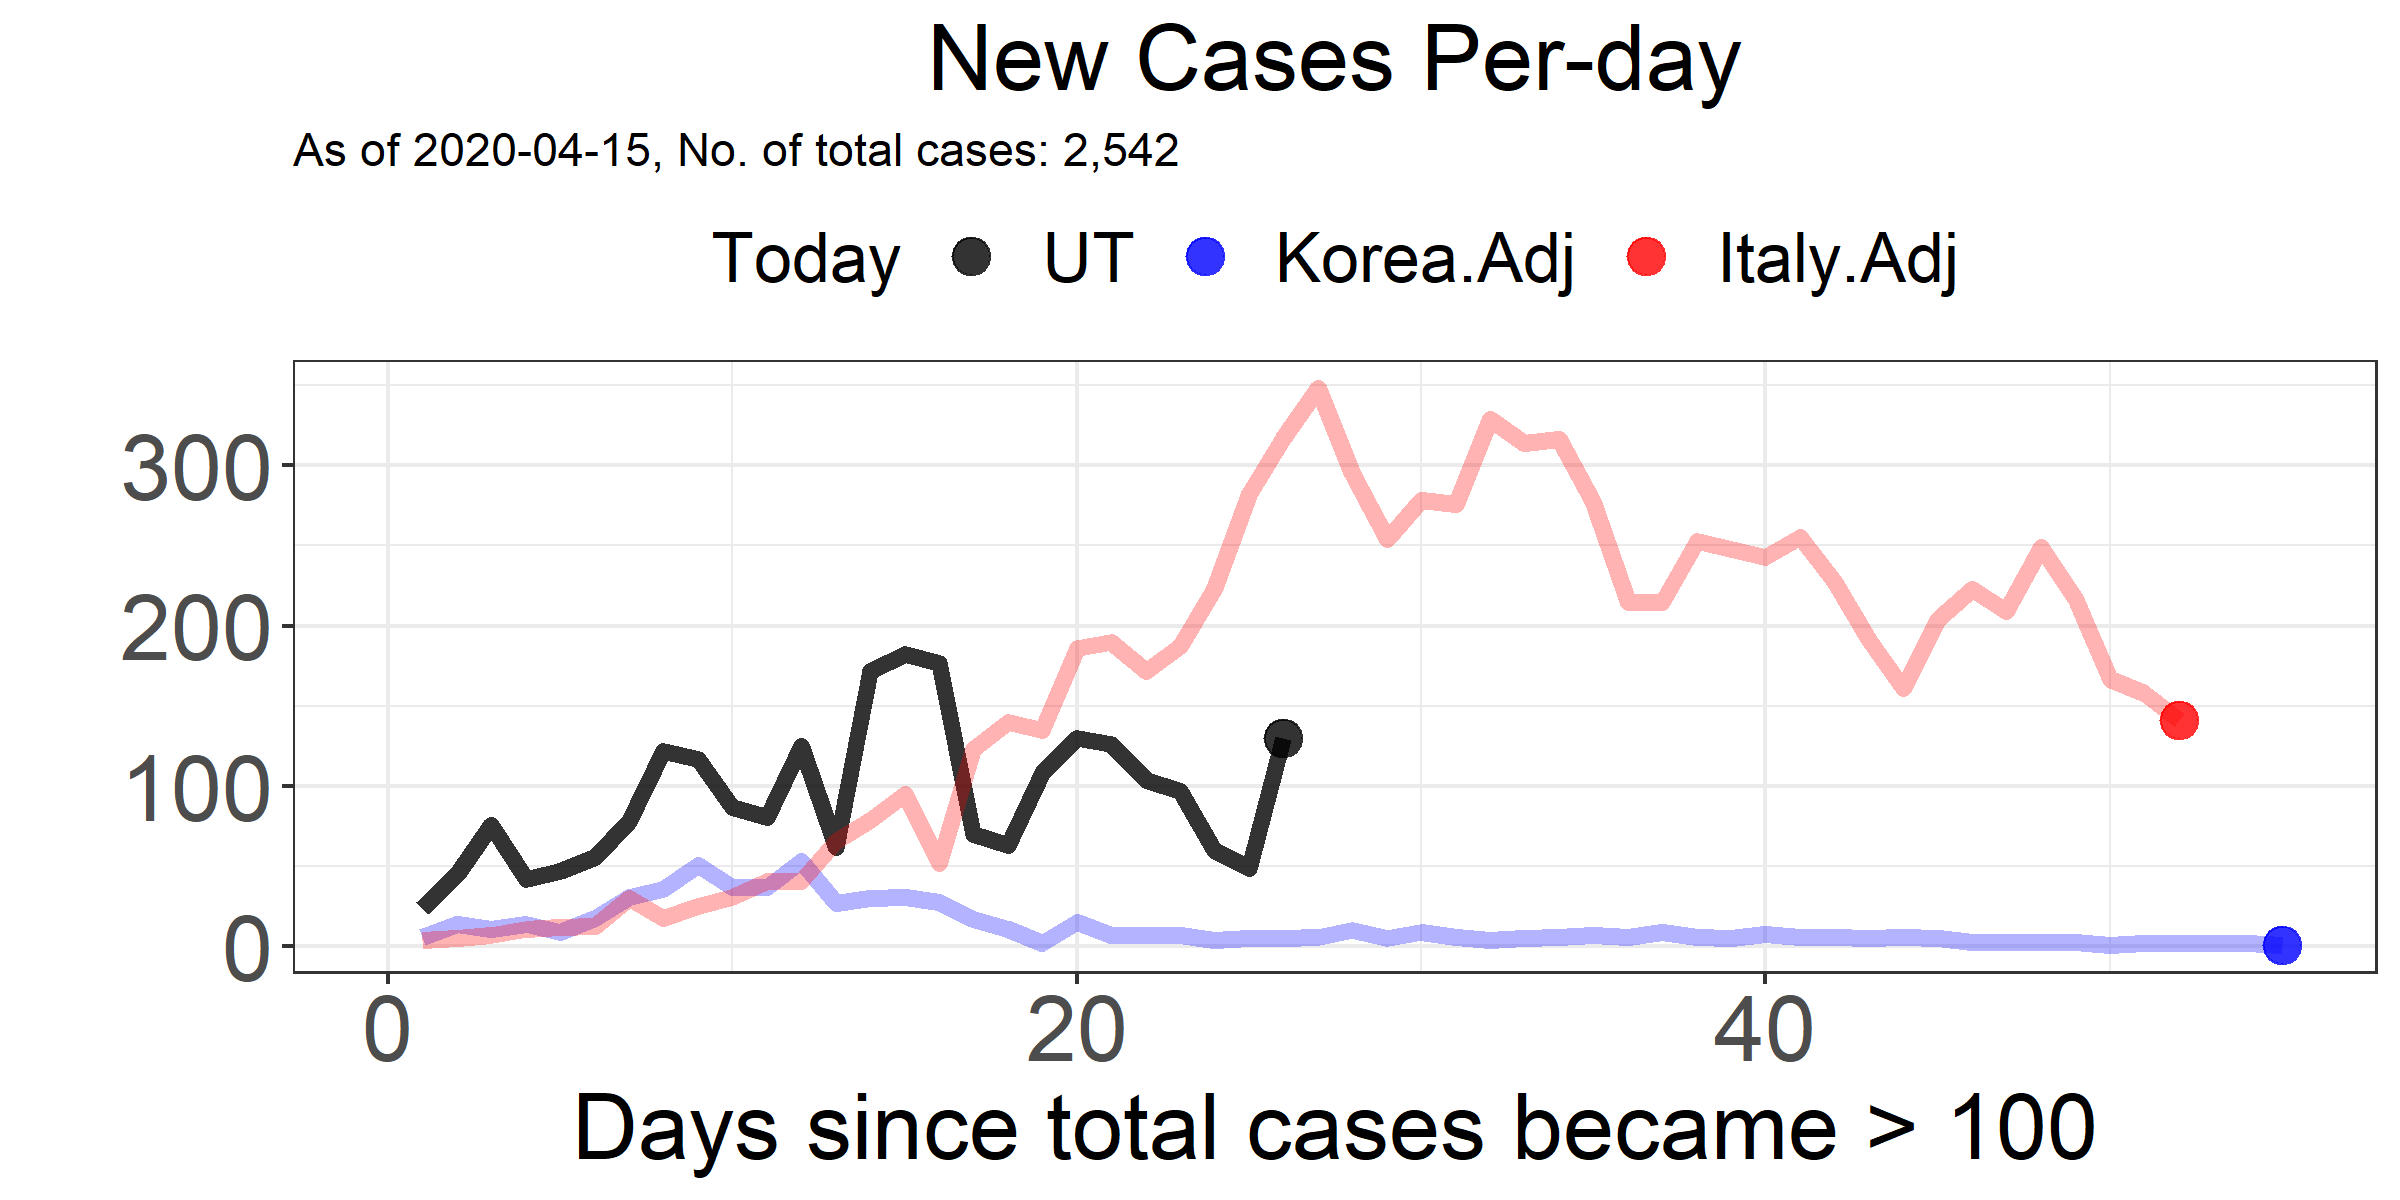 New Cases Per-day
As of 2020-04-15, No. of total cases: 2,542
Today UT Korea.Adj Italy.Adj
300
200
100
0
0 20 40
Days since total cases became > 100